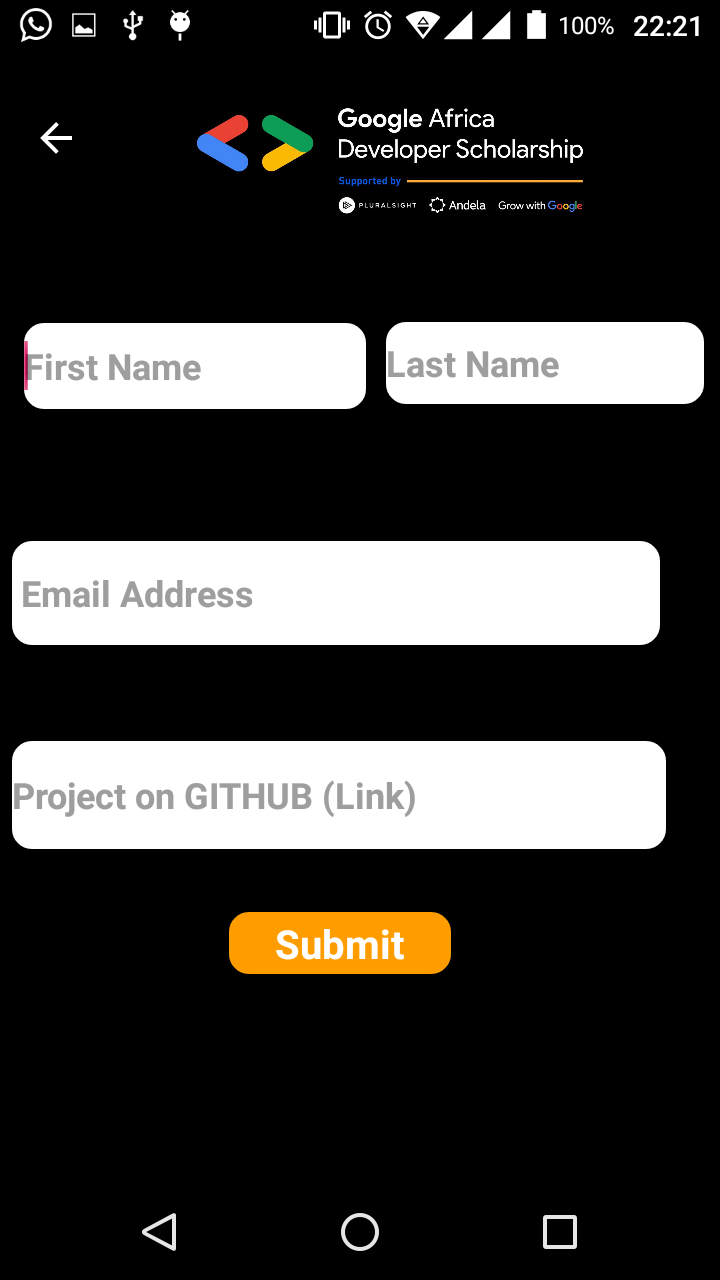 100% 22:21
Google Africa
Developer Scholarship
Supported by
PLURALSIGHT Andela Grow with Google
First Name Last Name
Email Address
Project on GITHUB (Link)
Submit